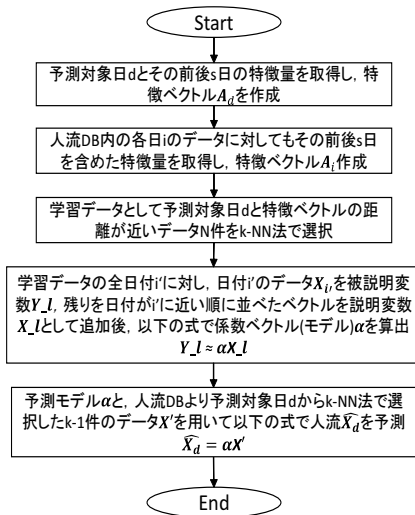 Start
予測対象日dとその前後s日の特徴量を取得し，特
徴ベクトルA_dを作成
人流DB内の各日iのデータに対してもその前後s日
を含めた特徴量を取得し，特徴ベクトルA_i作成
学習データとして予測対象日dと特徴ベクトルの距
離が近いデータN件をk-NN法で選択
学習データの全日付i'に対し，日付i'のデータX_i'を被説明変
数Y_l，残りを日付がi'に近い順に並べたベクトルを説明変数
X_lとして追加後，以下の式で係数ベクトル(モデル)αを算出
Y_l ≈ αX_l
予測モデルαと，人流DBより予測対象日dからk-NN法で選
択したk-1件のデータX'を用いて以下の式で人流X̂_dを予測
X̂_d = αX'
End